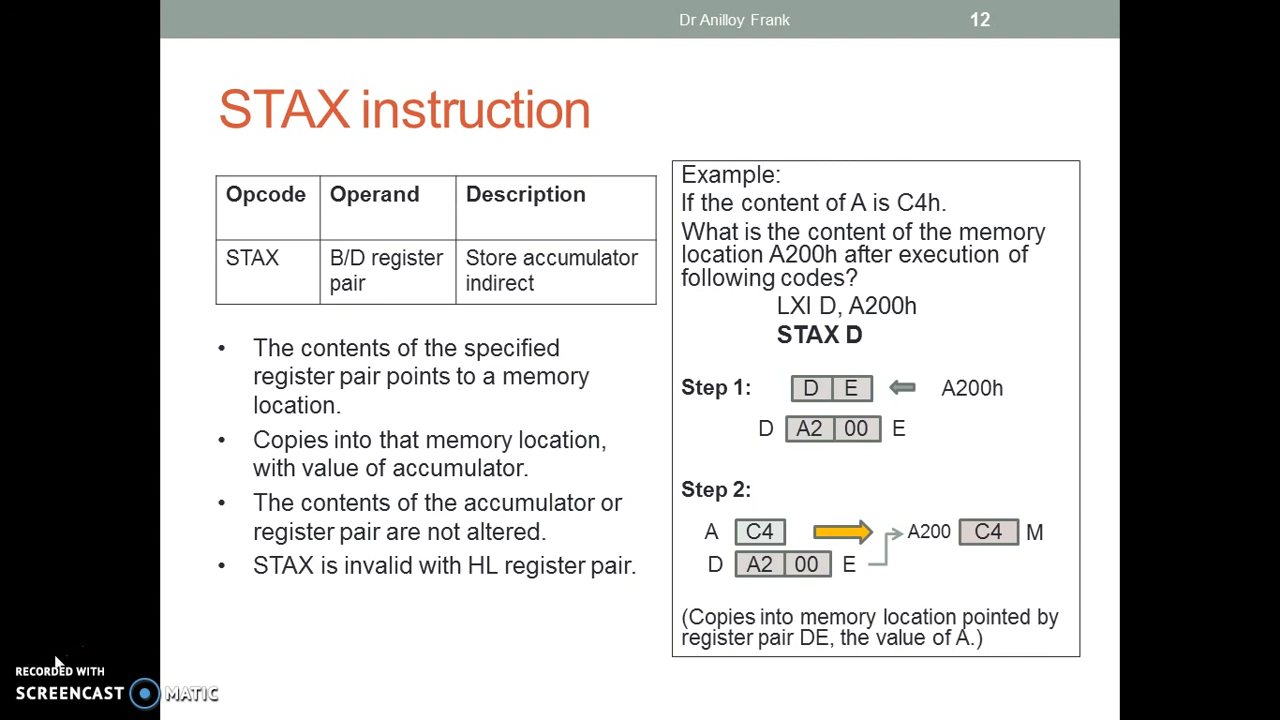 Dr Anilloy Frank
12
STAX instruction
Opcode Operand Description
STAX B/D register Store accumulator
pair indirect
• The contents of the specified
register pair points to a memory
location.
• Copies into that memory location,
with value of accumulator.
• The contents of the accumulator or
register pair are not altered.
• STAX is invalid with HL register pair.
Example:
If the content of A is C4h.
What is the content of the memory
location A200h after execution of
following codes?
LXI D, A200h
STAX D
Step 1: D E A200h
D A2 00 E
Step 2:
A C4 A200 C4 M
D A2 00 E
(Copies into memory location pointed by
register pair DE, the value of A.)
RECORDED WITH
SCREENCAST MATIC